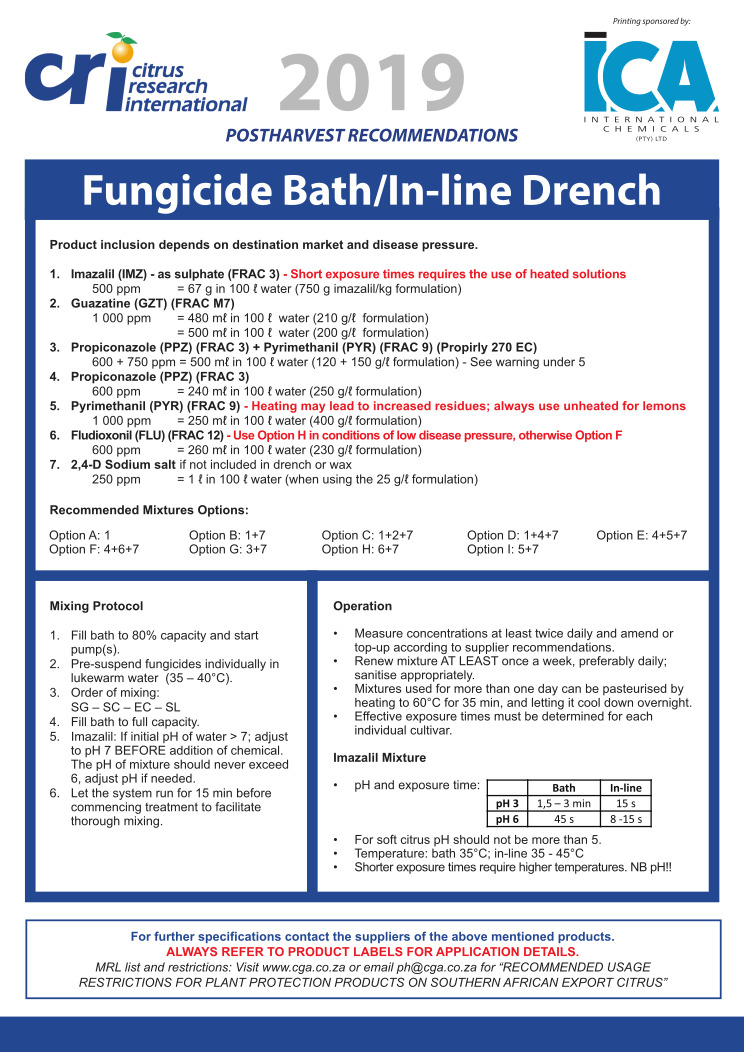 Printing sponsored by:
cri citrus
research
international
2019
ICA
INTERNATIONAL
CHEMICALS
(PTY) LTD
POSTHARVEST RECOMMENDATIONS
Fungicide Bath/In-line Drench
Product inclusion depends on destination market and disease pressure.
1. Imazalil (IMZ) - as sulphate (FRAC 3) - Short exposure times requires the use of heated solutions
500 ppm = 67 g in 100 ℓ water (750 g imazalil/kg formulation)
2. Guazatine (GZT) (FRAC M7)
1 000 ppm = 480 mℓ in 100 ℓ water (210 g/ℓ formulation)
= 500 mℓ in 100 ℓ water (200 g/ℓ formulation)
3. Propiconazole (PPZ) (FRAC 3) + Pyrimethanil (PYR) (FRAC 9) (Propirly 270 EC)
600 + 750 ppm = 500 mℓ in 100 ℓ water (120 + 150 g/ℓ formulation) - See warning under 5
4. Propiconazole (PPZ) (FRAC 3)
600 ppm = 240 mℓ in 100 ℓ water (250 g/ℓ formulation)
5. Pyrimethanil (PYR) (FRAC 9) - Heating may lead to increased residues; always use unheated for lemons
1 000 ppm = 250 mℓ in 100 ℓ water (400 g/ℓ formulation)
6. Fludioxonil (FLU) (FRAC 12) - Use Option H in conditions of low disease pressure, otherwise Option F
600 ppm = 260 mℓ in 100 ℓ water (230 g/ℓ formulation)
7. 2,4-D Sodium salt if not included in drench or wax
250 ppm = 1 ℓ in 100 ℓ water (when using the 25 g/ℓ formulation)
Recommended Mixtures Options:
Option A: 1 Option B: 1+7 Option C: 1+2+7 Option D: 1+4+7 Option E: 4+5+7
Option F: 4+6+7 Option G: 3+7 Option H: 6+7 Option I: 5+7
Mixing Protocol
1. Fill bath to 80% capacity and start
pump(s).
2. Pre-suspend fungicides individually in
lukewarm water (35 – 40°C).
3. Order of mixing:
SG – SC – EC – SL
4. Fill bath to full capacity.
5. Imazalil: If initial pH of water > 7; adjust
to pH 7 BEFORE addition of chemical.
The pH of mixture should never exceed
6, adjust pH if needed.
6. Let the system run for 15 min before
commencing treatment to facilitate
thorough mixing.
Operation
• Measure concentrations at least twice daily and amend or
top-up according to supplier recommendations.
• Renew mixture AT LEAST once a week, preferably daily;
sanitise appropriately.
• Mixtures used for more than one day can be pasteurised by
heating to 60°C for 35 min, and letting it cool down overnight.
• Effective exposure times must be determined for each
individual cultivar.
Imazalil Mixture
• pH and exposure time:
Bath In-line
pH 3 1,5 – 3 min 15 s
pH 6 45 s 8 -15 s
• For soft citrus pH should not be more than 5.
• Temperature: bath 35°C; in-line 35 - 45°C
• Shorter exposure times require higher temperatures. NB pH!!
For further specifications contact the suppliers of the above mentioned products.
ALWAYS REFER TO PRODUCT LABELS FOR APPLICATION DETAILS.
MRL list and restrictions: Visit www.cga.co.za or email ph@cga.co.za for “RECOMMENDED USAGE
RESTRICTIONS FOR PLANT PROTECTION PRODUCTS ON SOUTHERN AFRICAN EXPORT CITRUS”